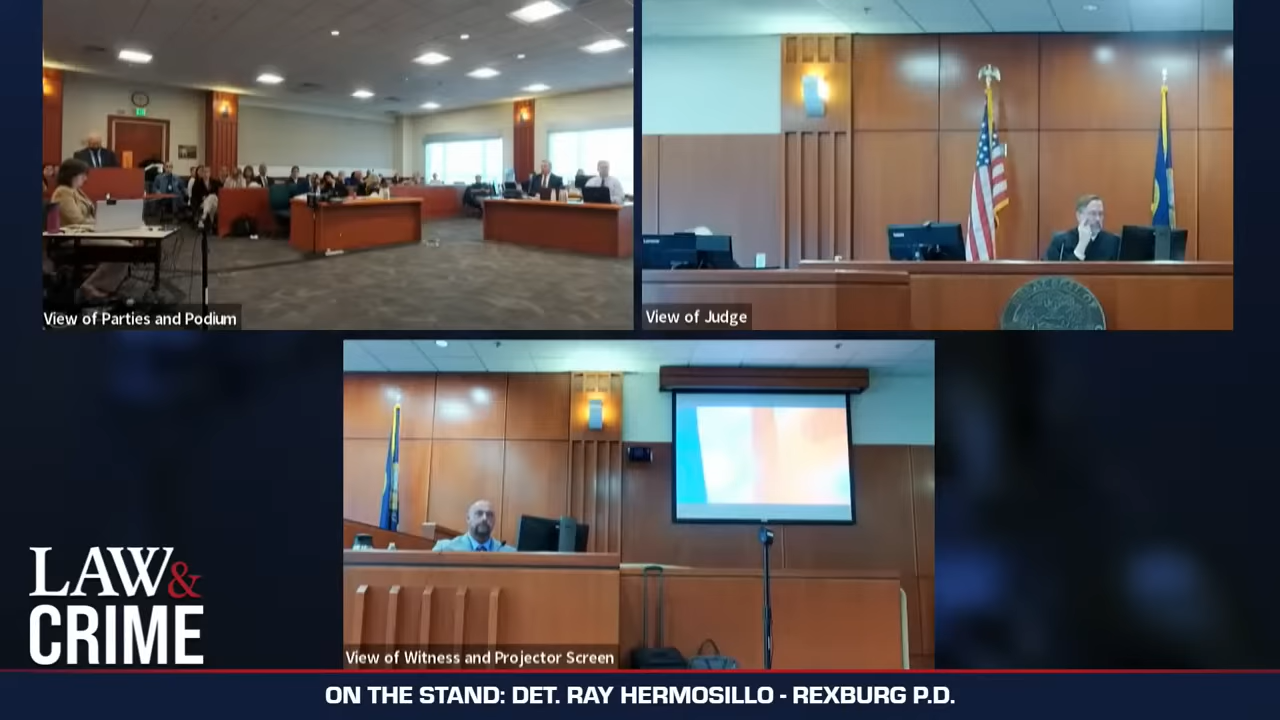 View of Parties and Podium
View of Judge
View of Witness and Projector Screen
LAW&
CRIME
ON THE STAND: DET. RAY HERMOSILLO - REXBURG P.D.